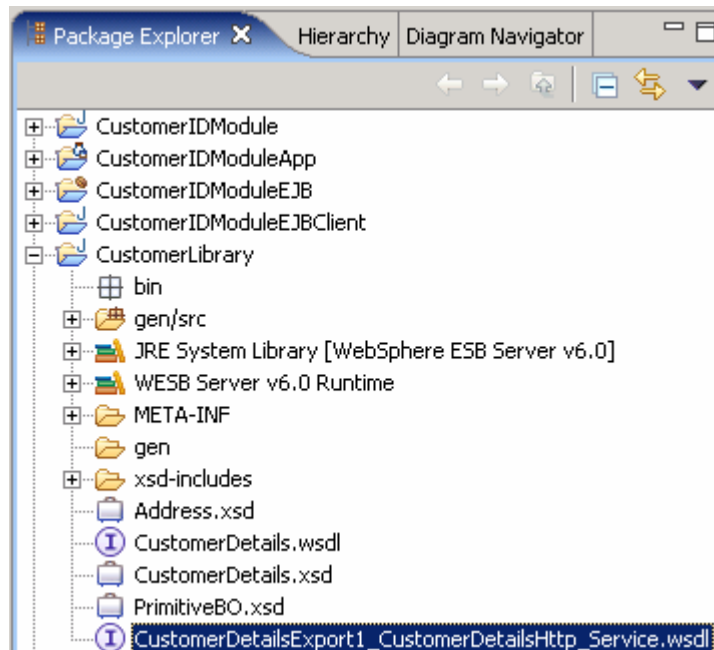 Package Explorer Hierarchy Diagram Navigator
CustomerIDModule
CustomerIDModuleApp
CustomerIDModuleEJB
CustomerIDModuleEJBClient
CustomerLibrary
bin
gen/src
JRE System Library [WebSphere ESB Server v6.0]
WESB Server v6.0 Runtime
META-INF
gen
xsd-includes
Address.xsd
CustomerDetails.wsdl
CustomerDetails.xsd
PrimitiveBO.xsd
CustomerDetailsExport1_CustomerDetailsHttp_Service.wsdl